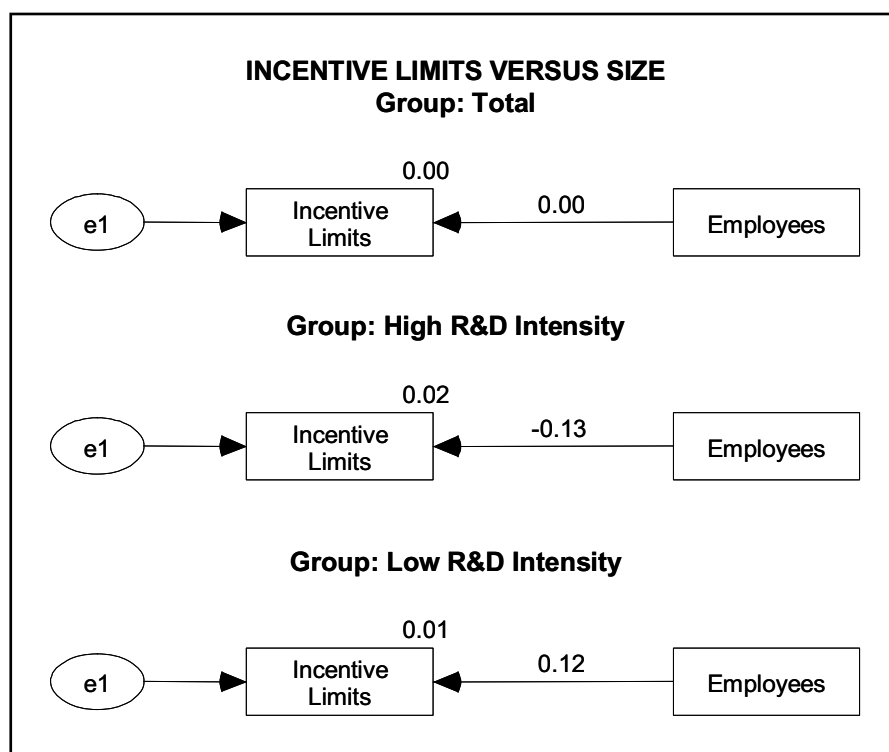 INCENTIVE LIMITS VERSUS SIZE
Group: Total
0.00
e1
Incentive
Limits
0.00
Employees
Group: High R&D Intensity
0.02
e1
Incentive
Limits
-0.13
Employees
Group: Low R&D Intensity
0.01
e1
Incentive
Limits
0.12
Employees